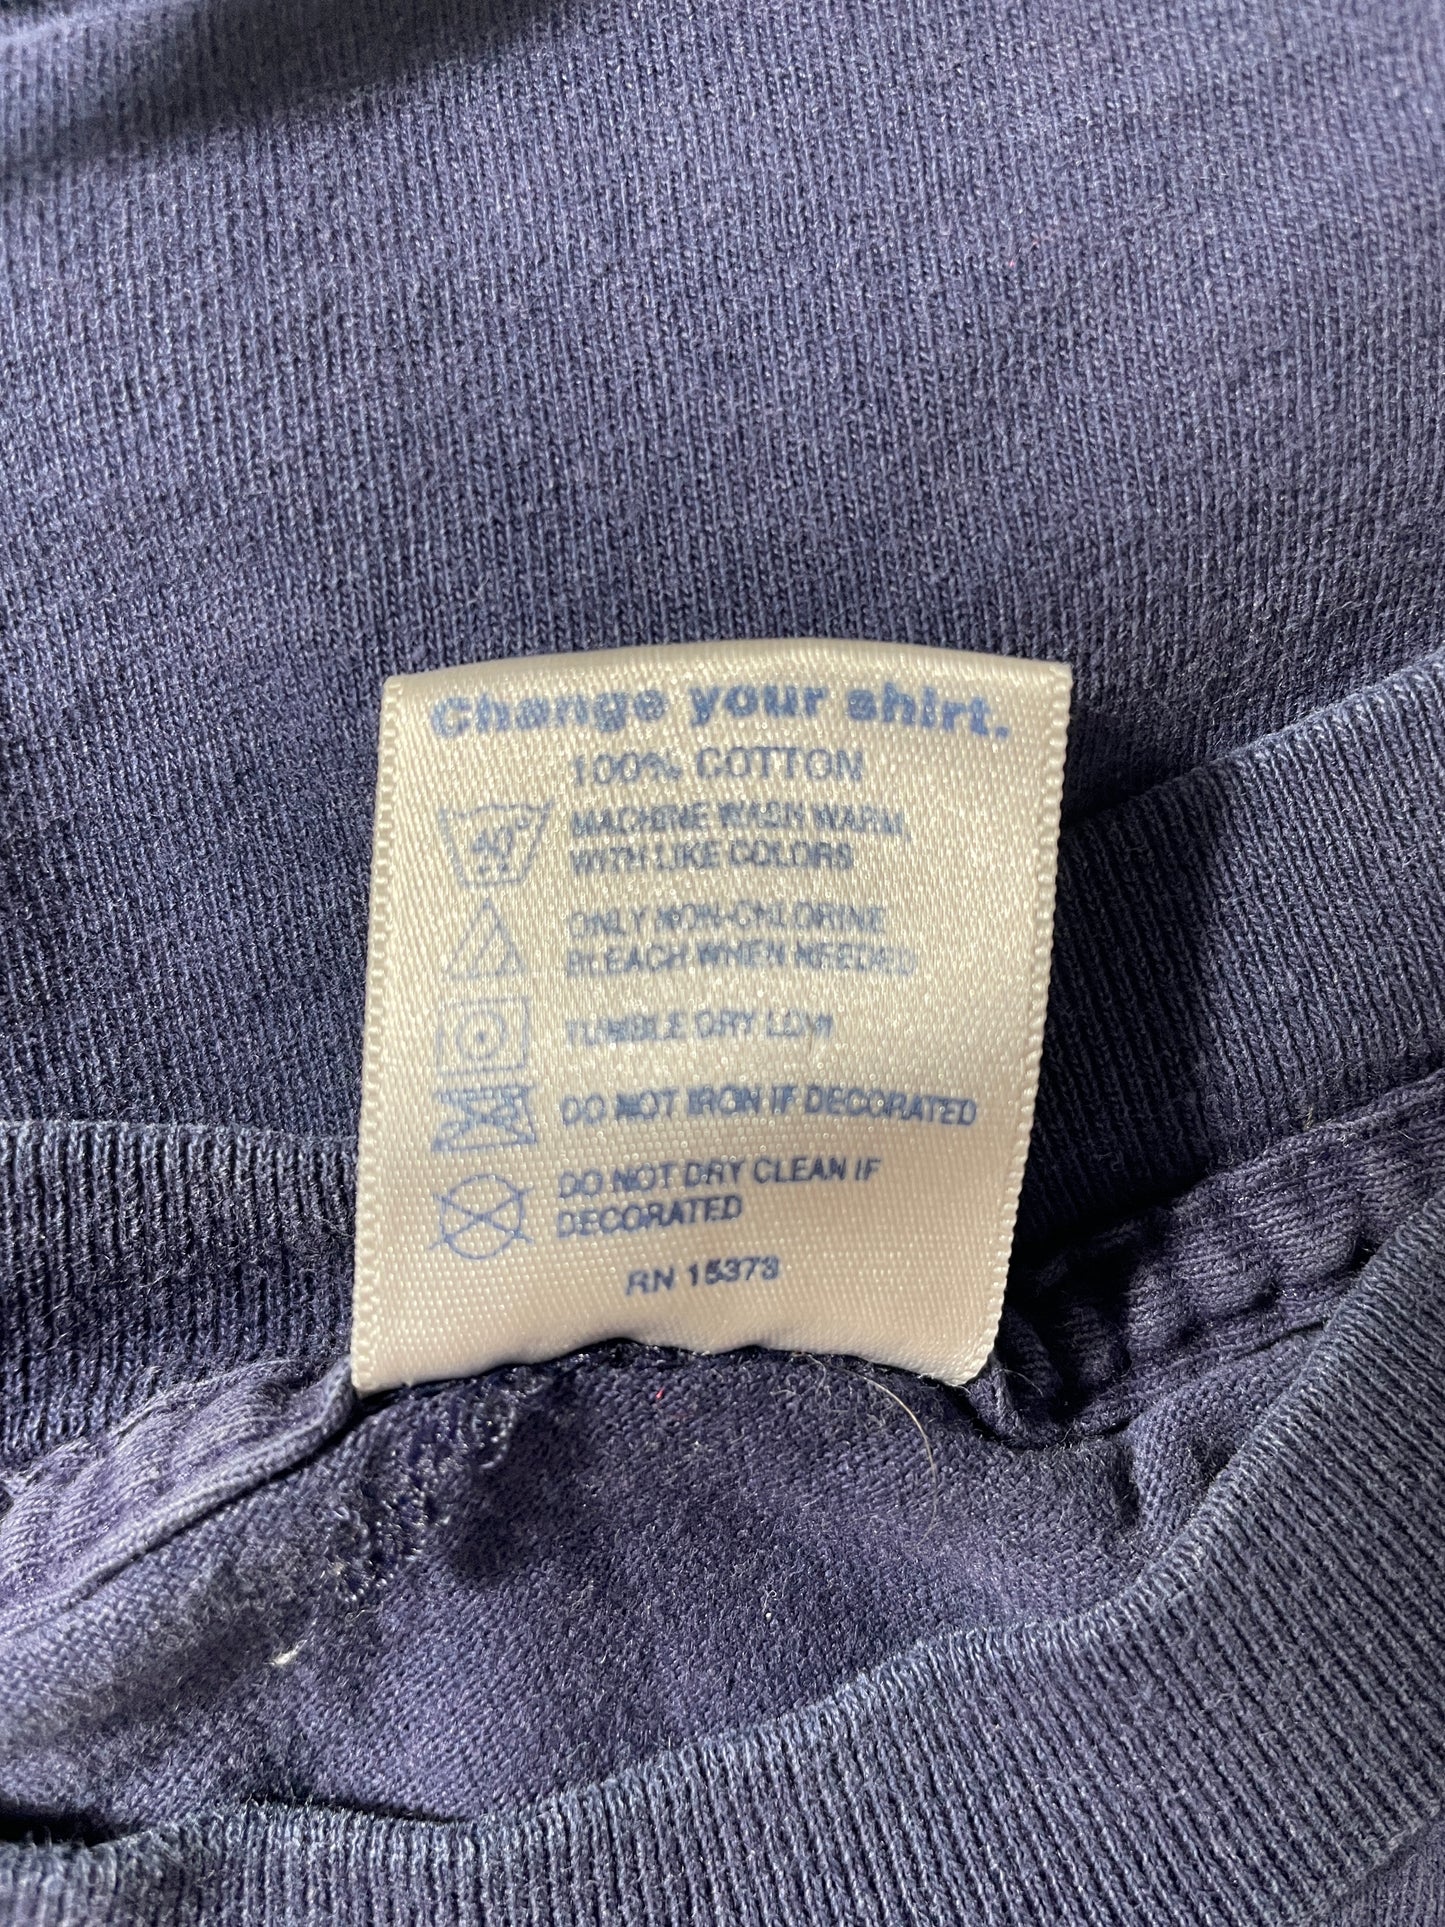 Change your shirt.
100% COTTON
40°
MACHINE WASH WARM
WITH LIKE COLORS
ONLY NON-CHLORINE
BLEACH WHEN NEEDED
TUMBLE DRY LOW
DO NOT IRON IF DECORATED
DO NOT DRY CLEAN IF
DECORATED
RN 15373